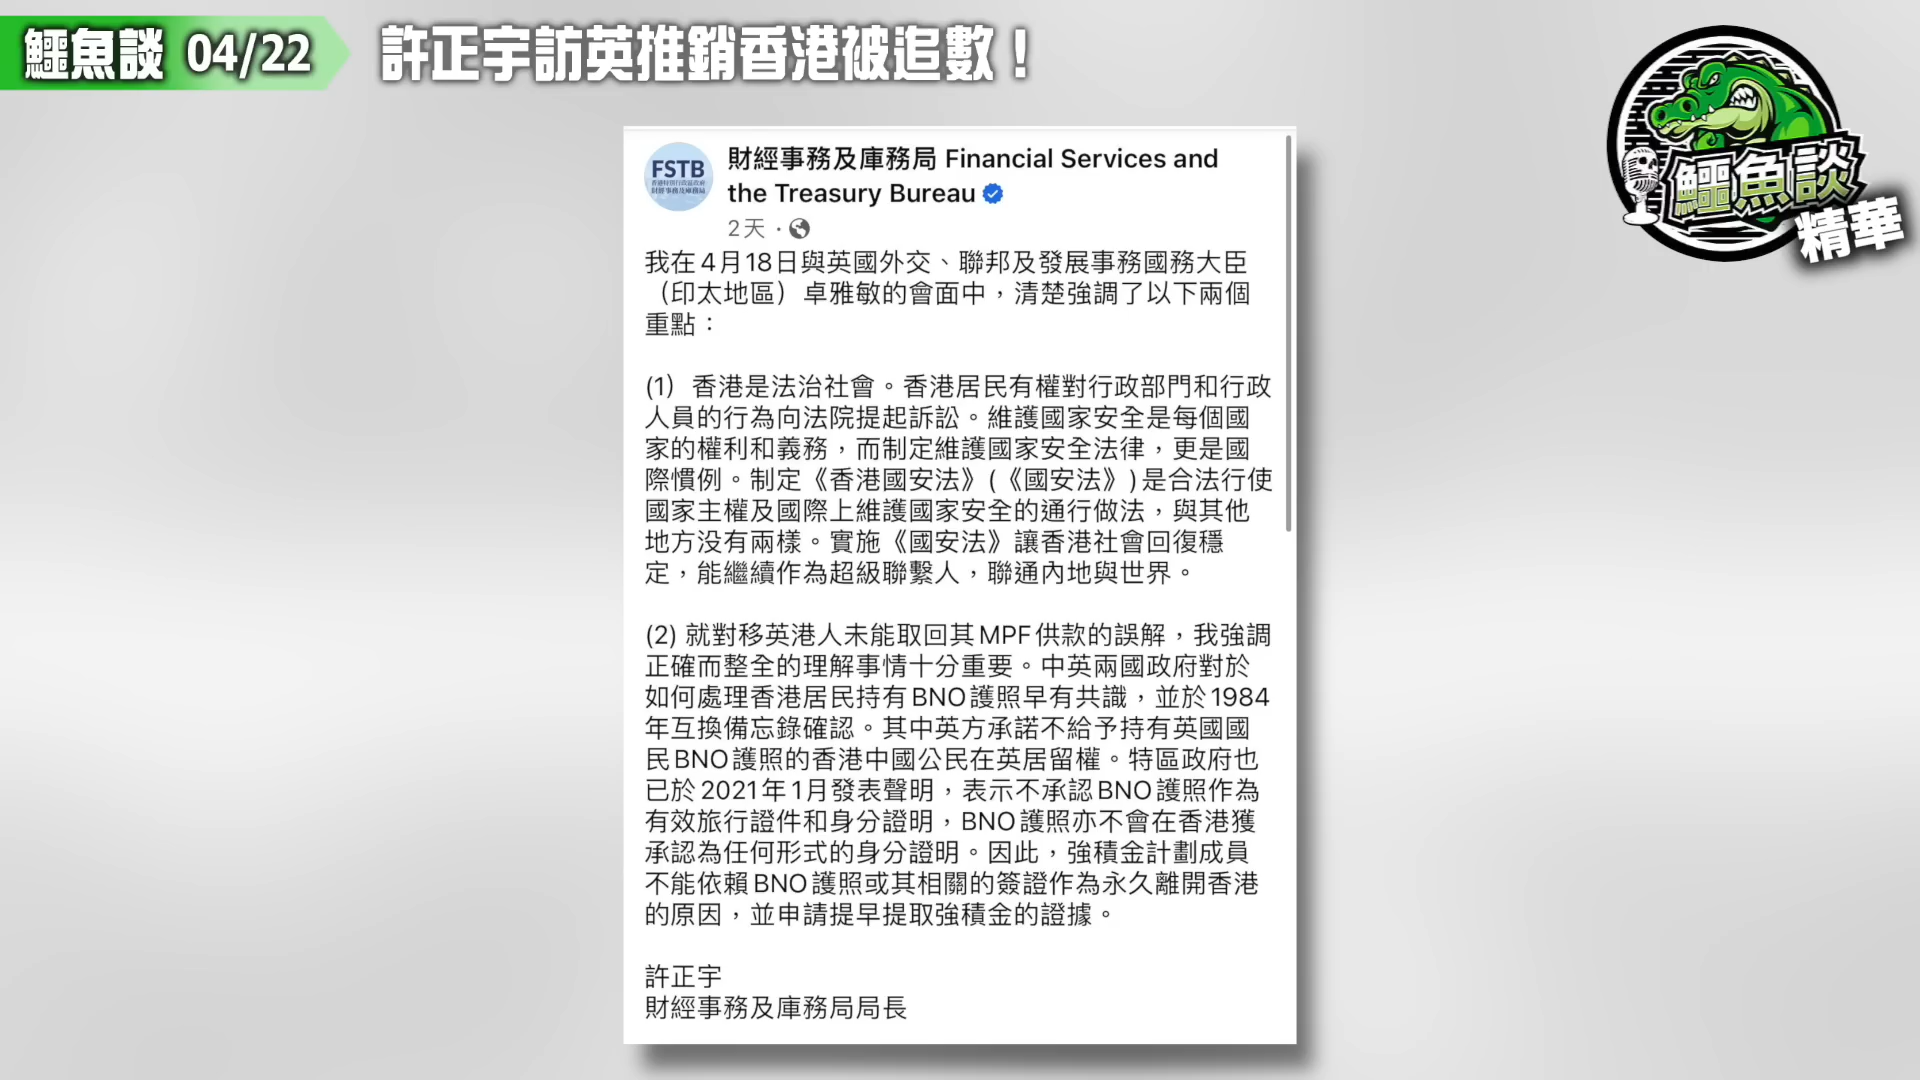 鱷魚談 04/22
許正宇訪英推銷香港被追數！
鱷魚談
精華
FSTB
香港特別行政區政府
財經事務及庫務局
財經事務及庫務局 Financial Services and
the Treasury Bureau
2天
我在4月18日與英國外交、聯邦及發展事務國務大臣
（印太地區）卓雅敏的會面中，清楚強調了以下兩個
重點：
(1) 香港是法治社會。香港居民有權對行政部門和行政
人員的行為向法院提起訴訟。維護國家安全是每個國
家的權利和義務，而制定維護國家安全法律，更是國
際慣例。制定《香港國安法》(《國安法》)是合法行使
國家主權及國際上維護國家安全的通行做法，與其他
地方没有兩樣。實施《國安法》讓香港社會回復穩
定，能繼續作為超級聯繫人，聯通內地與世界。
(2) 就對移英港人未能取回其MPF供款的誤解，我強調
正確而整全的理解事情十分重要。中英兩國政府對於
如何處理香港居民持有BNO護照早有共識，並於1984
年互換備忘錄確認。其中英方承諾不給予持有英國國
民BNO護照的香港中國公民在英居留權。特區政府也
已於2021年1月發表聲明，表示不承認BNO護照作為
有效旅行證件和身分證明，BNO護照亦不會在香港獲
承認為任何形式的身分證明。因此，強積金計劃成員
不能依賴BNO護照或其相關的簽證作為永久離開香港
的原因，並申請提早提取強積金的證據。
許正宇
財經事務及庫務局局長